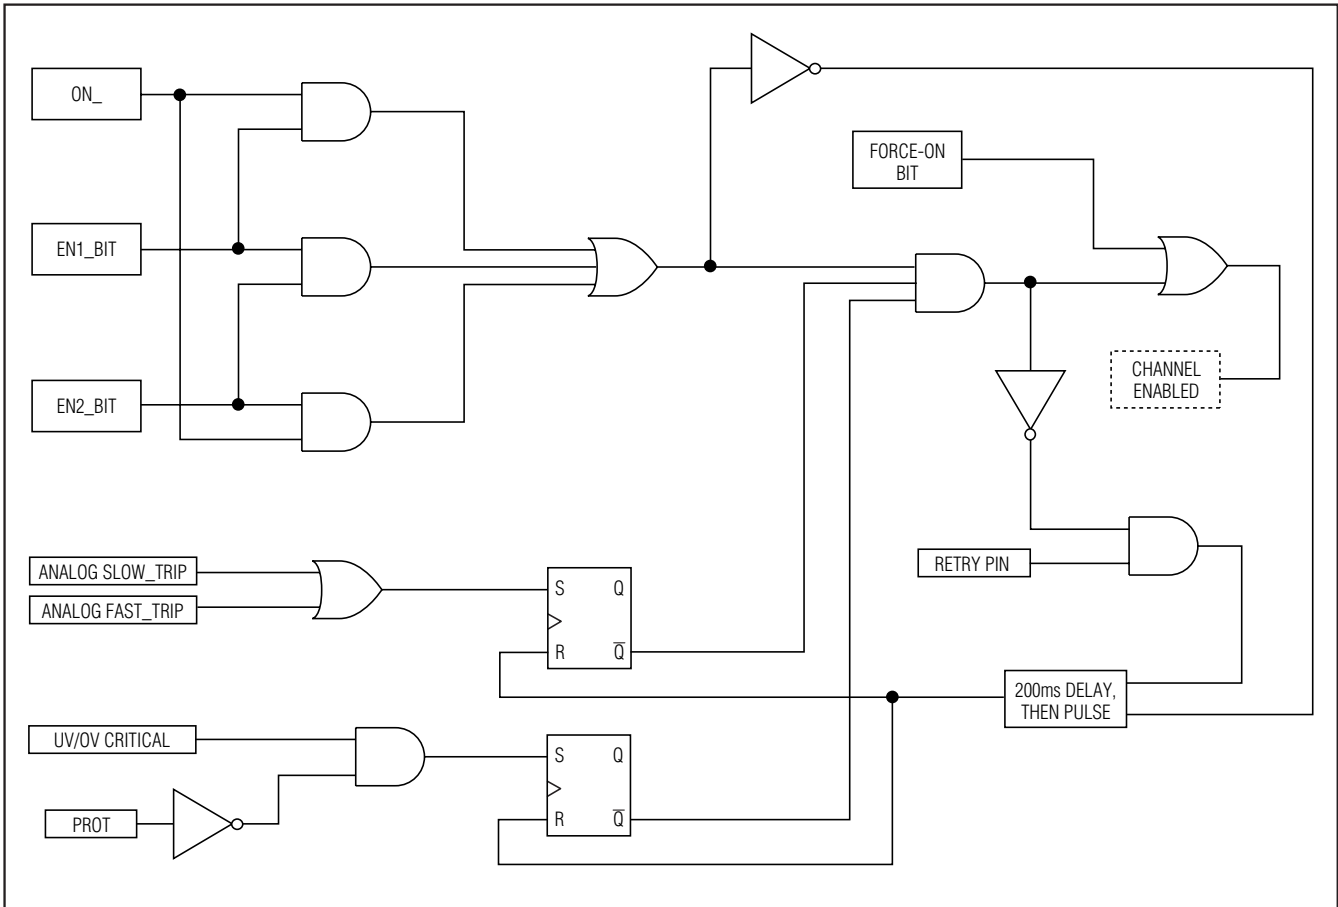 ON_
FORCE-ON
BIT
EN1_BIT
CHANNEL
ENABLED
EN2_BIT
ANALOG SLOW_TRIP
ANALOG FAST_TRIP
RETRY PIN
S Q
R Q̅
200ms DELAY,
THEN PULSE
UV/OV CRITICAL
S Q
R Q̅
PROT